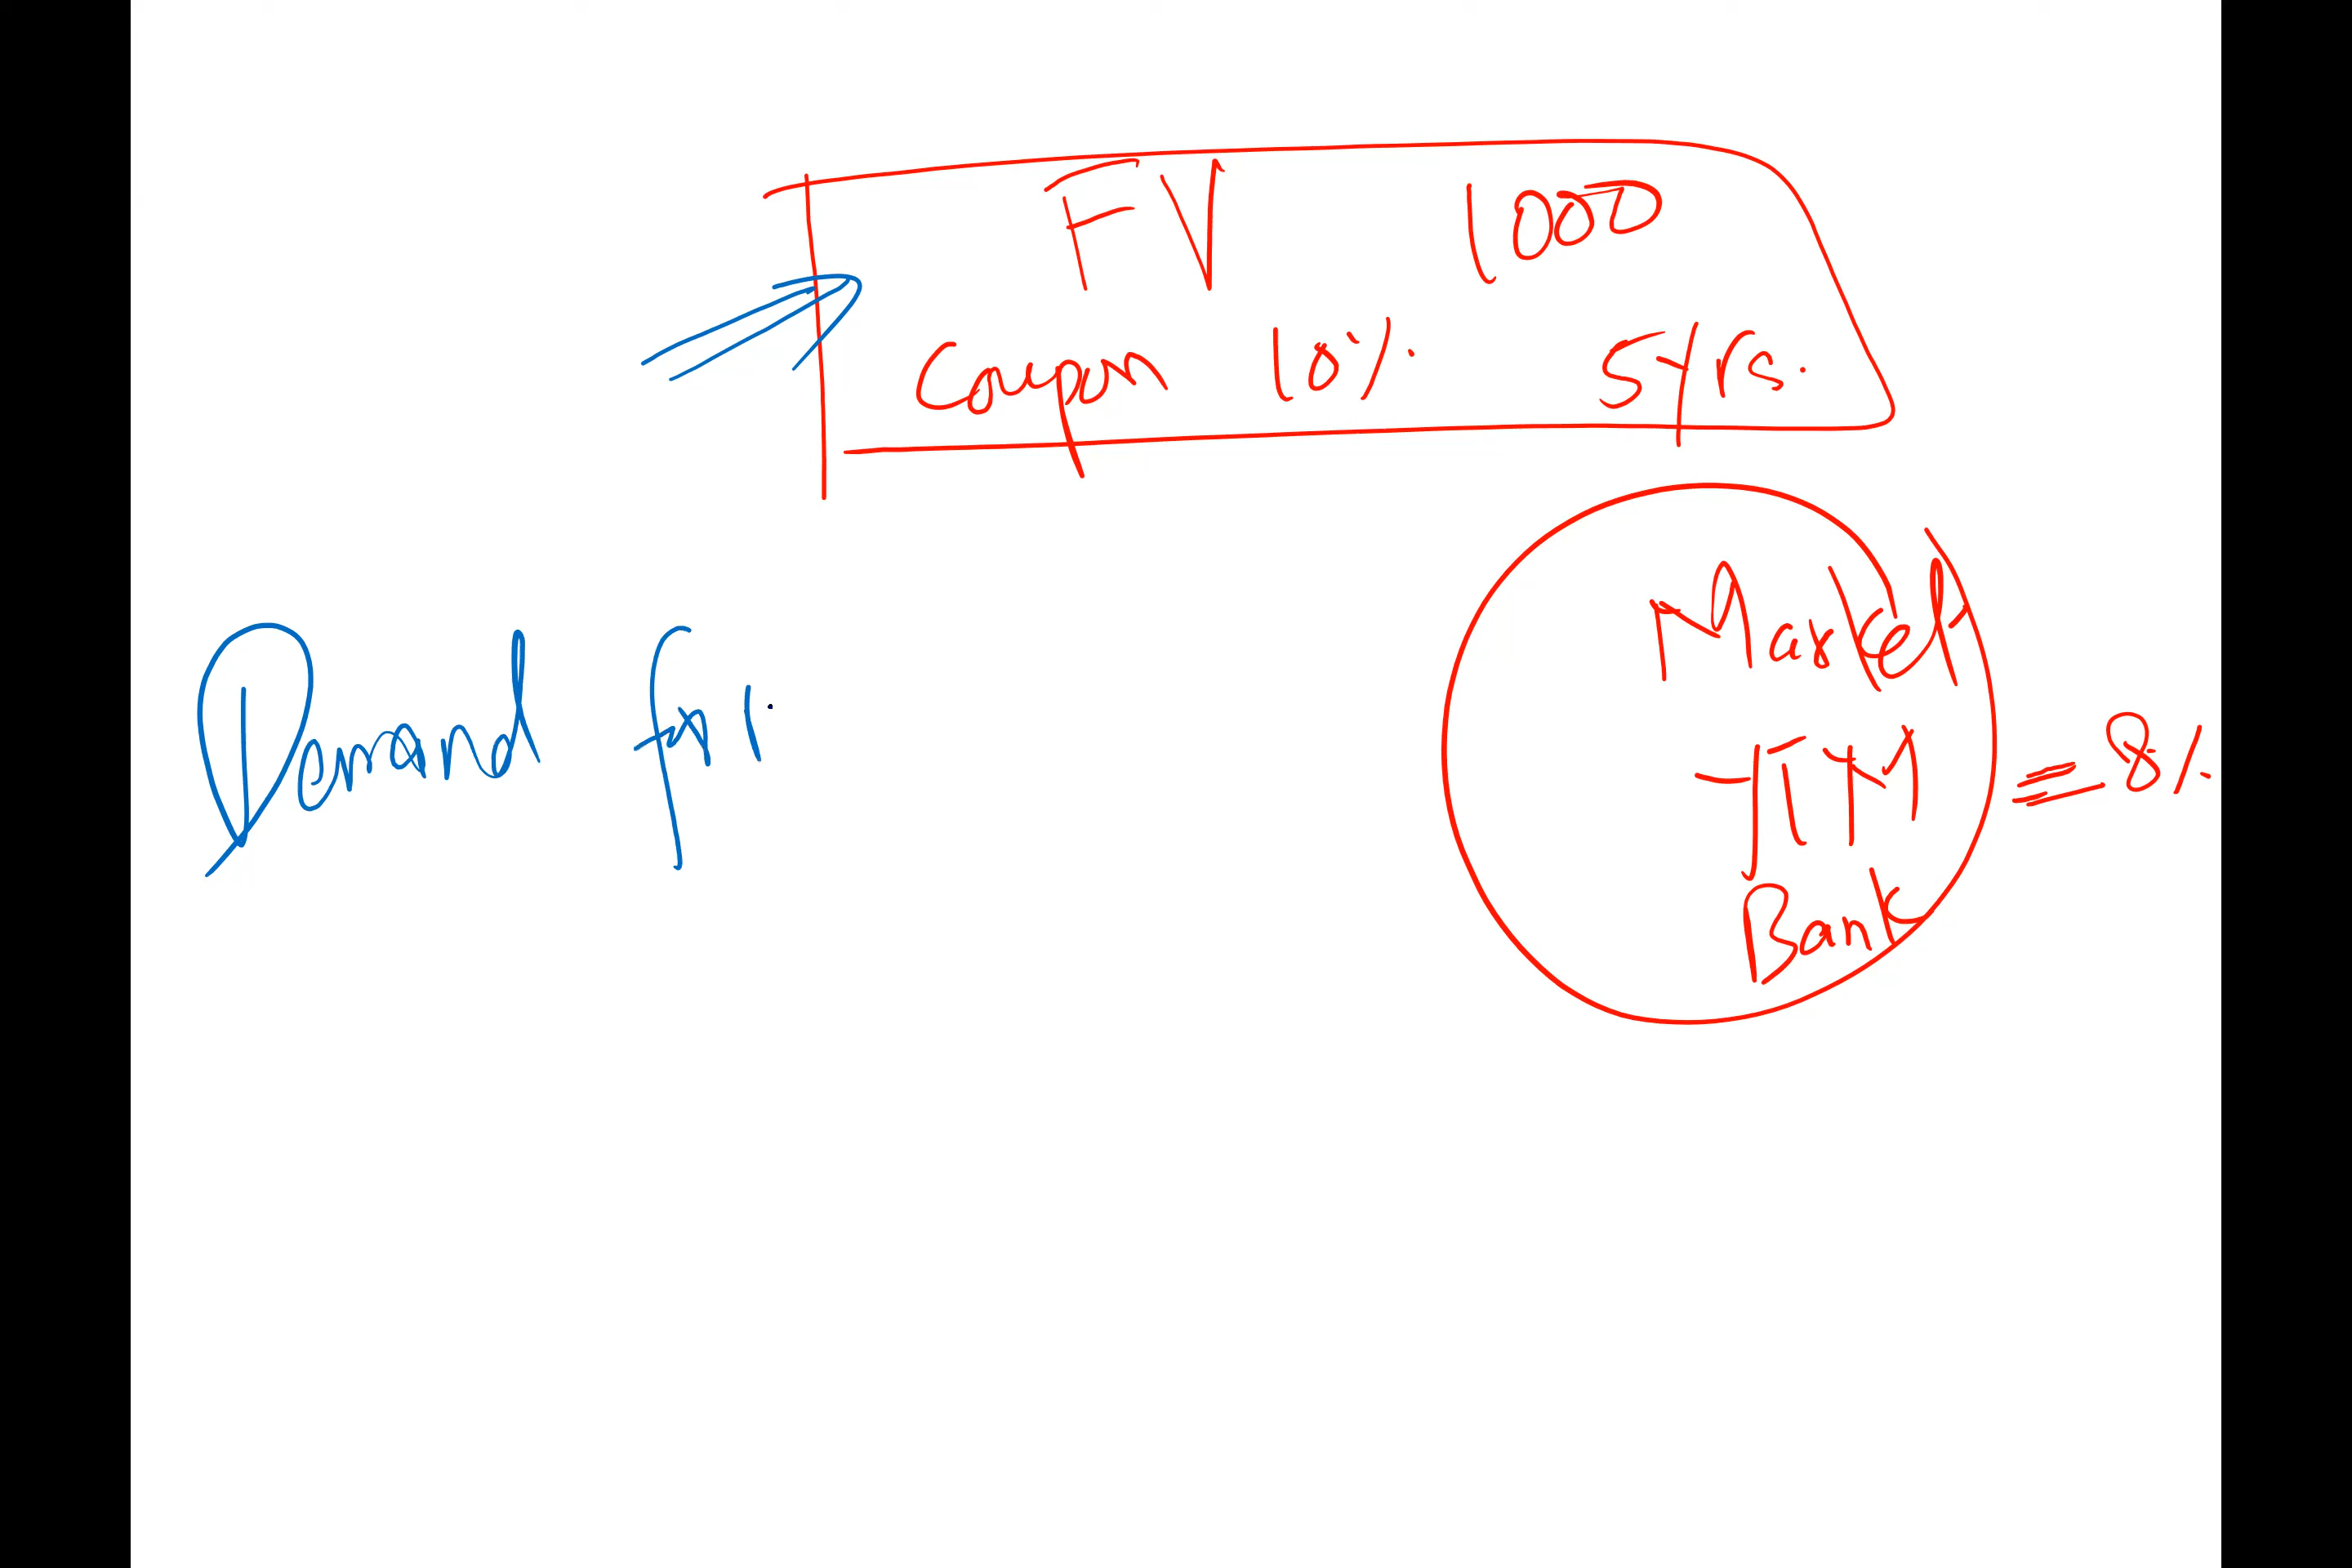 FV 1000
Coupon 10% 5 yrs.
Market
YTM = 8%
Demand for
Bank